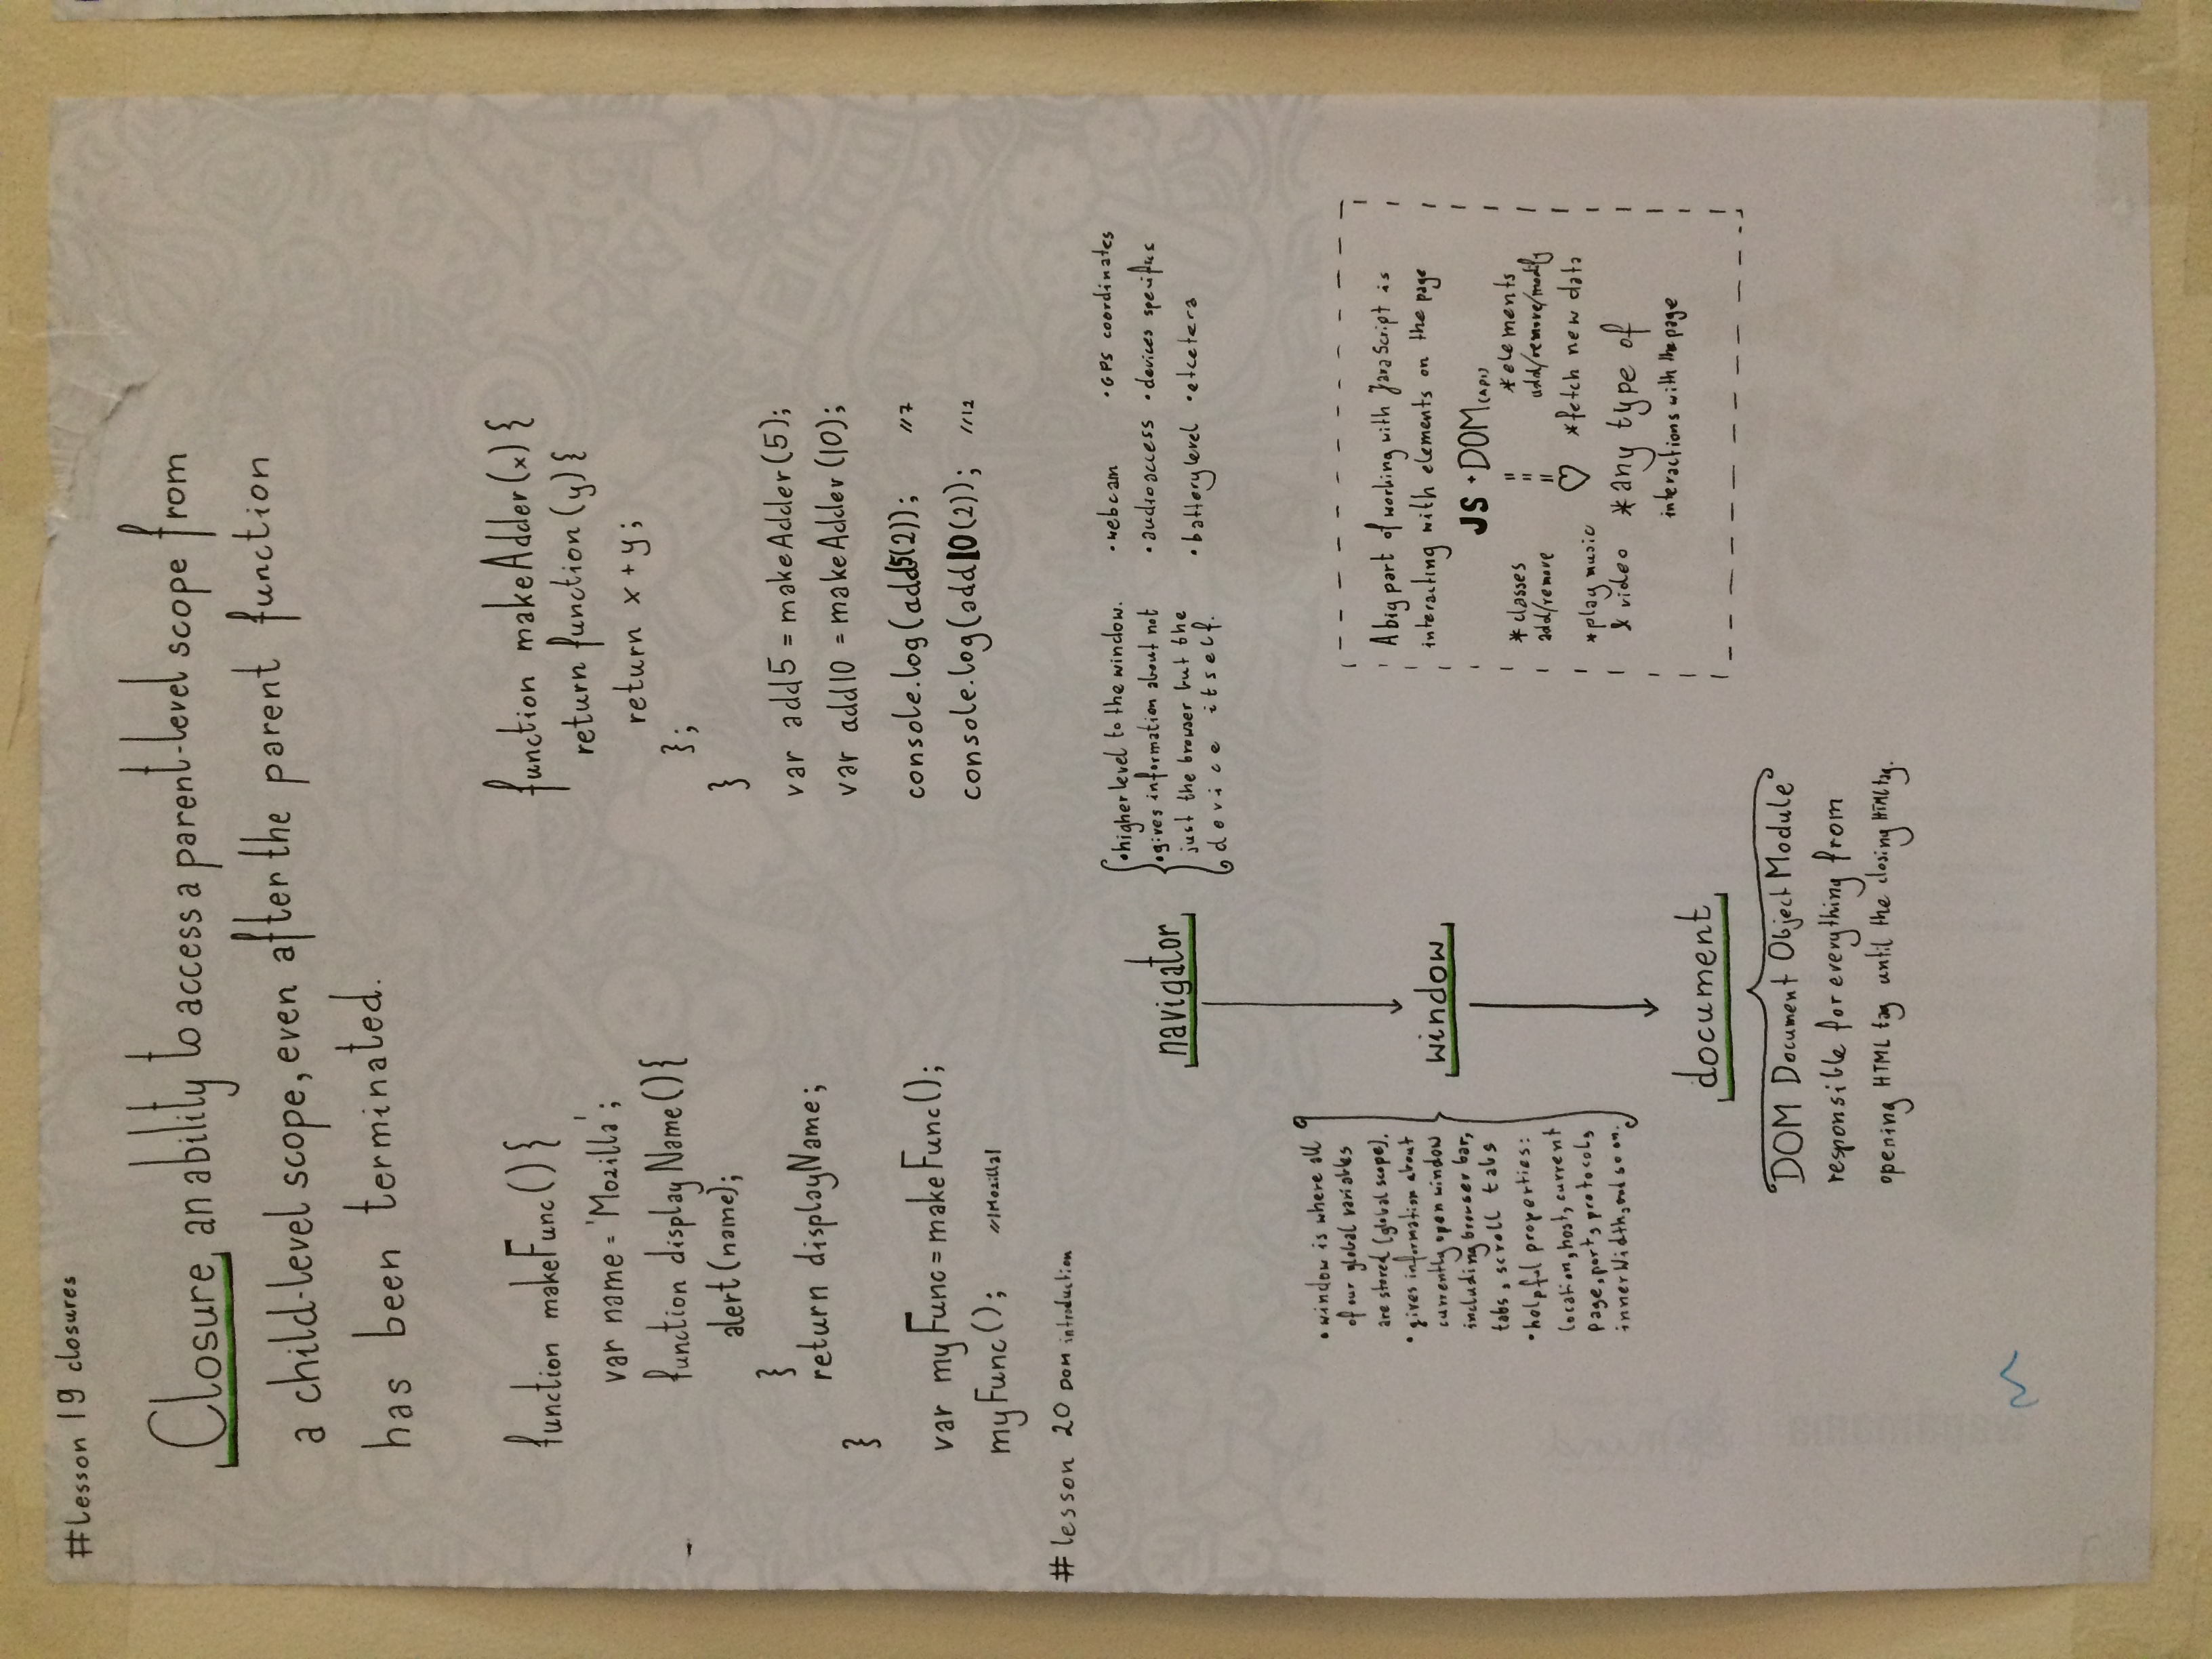 #lesson 19 closures
Closure, an ability to access a parent-level scope from
a child-level scope, even after the parent function
has been terminated.
function makeFunc() {
var name = 'Mozilla';
function displayName(){
alert(name);
}
return displayName;
}
var myFunc = makeFunc();
myFunc(); //|Mozilla|
function makeAdder(x) {
return function (y) {
return x + y;
};
}
var add5 = makeAdder(5);
var add10 = makeAdder(10);
console.log(add5(2)); //7
console.log(add10(2)); //12
# lesson 20 DOM introduction
navigator
•higher level to the window.
•gives information about not
just the browser but the
device itself.
•webcam •GPS coordinates
•audioaccess •devices specifics
•batterylevel •etcetera
• window is where all
of our global variables
are stored (global scope).
• gives information about
currently open window
including browser bar,
tabs, scroll tabs
•helpful properties:
location, host, current
page, ports, protocols,
innerWidth, and so on.
window
document
DOM Document Object Module
responsible for everything from
opening HTML tag until the closing HTML tag.
A big part of working with JavaScript is
interacting with elements on the page
JS + DOM (API)
* classes
add/remove
*elements
add/remove/modify
*play music
& video
*fetch new data
*any type of
interactions with the page